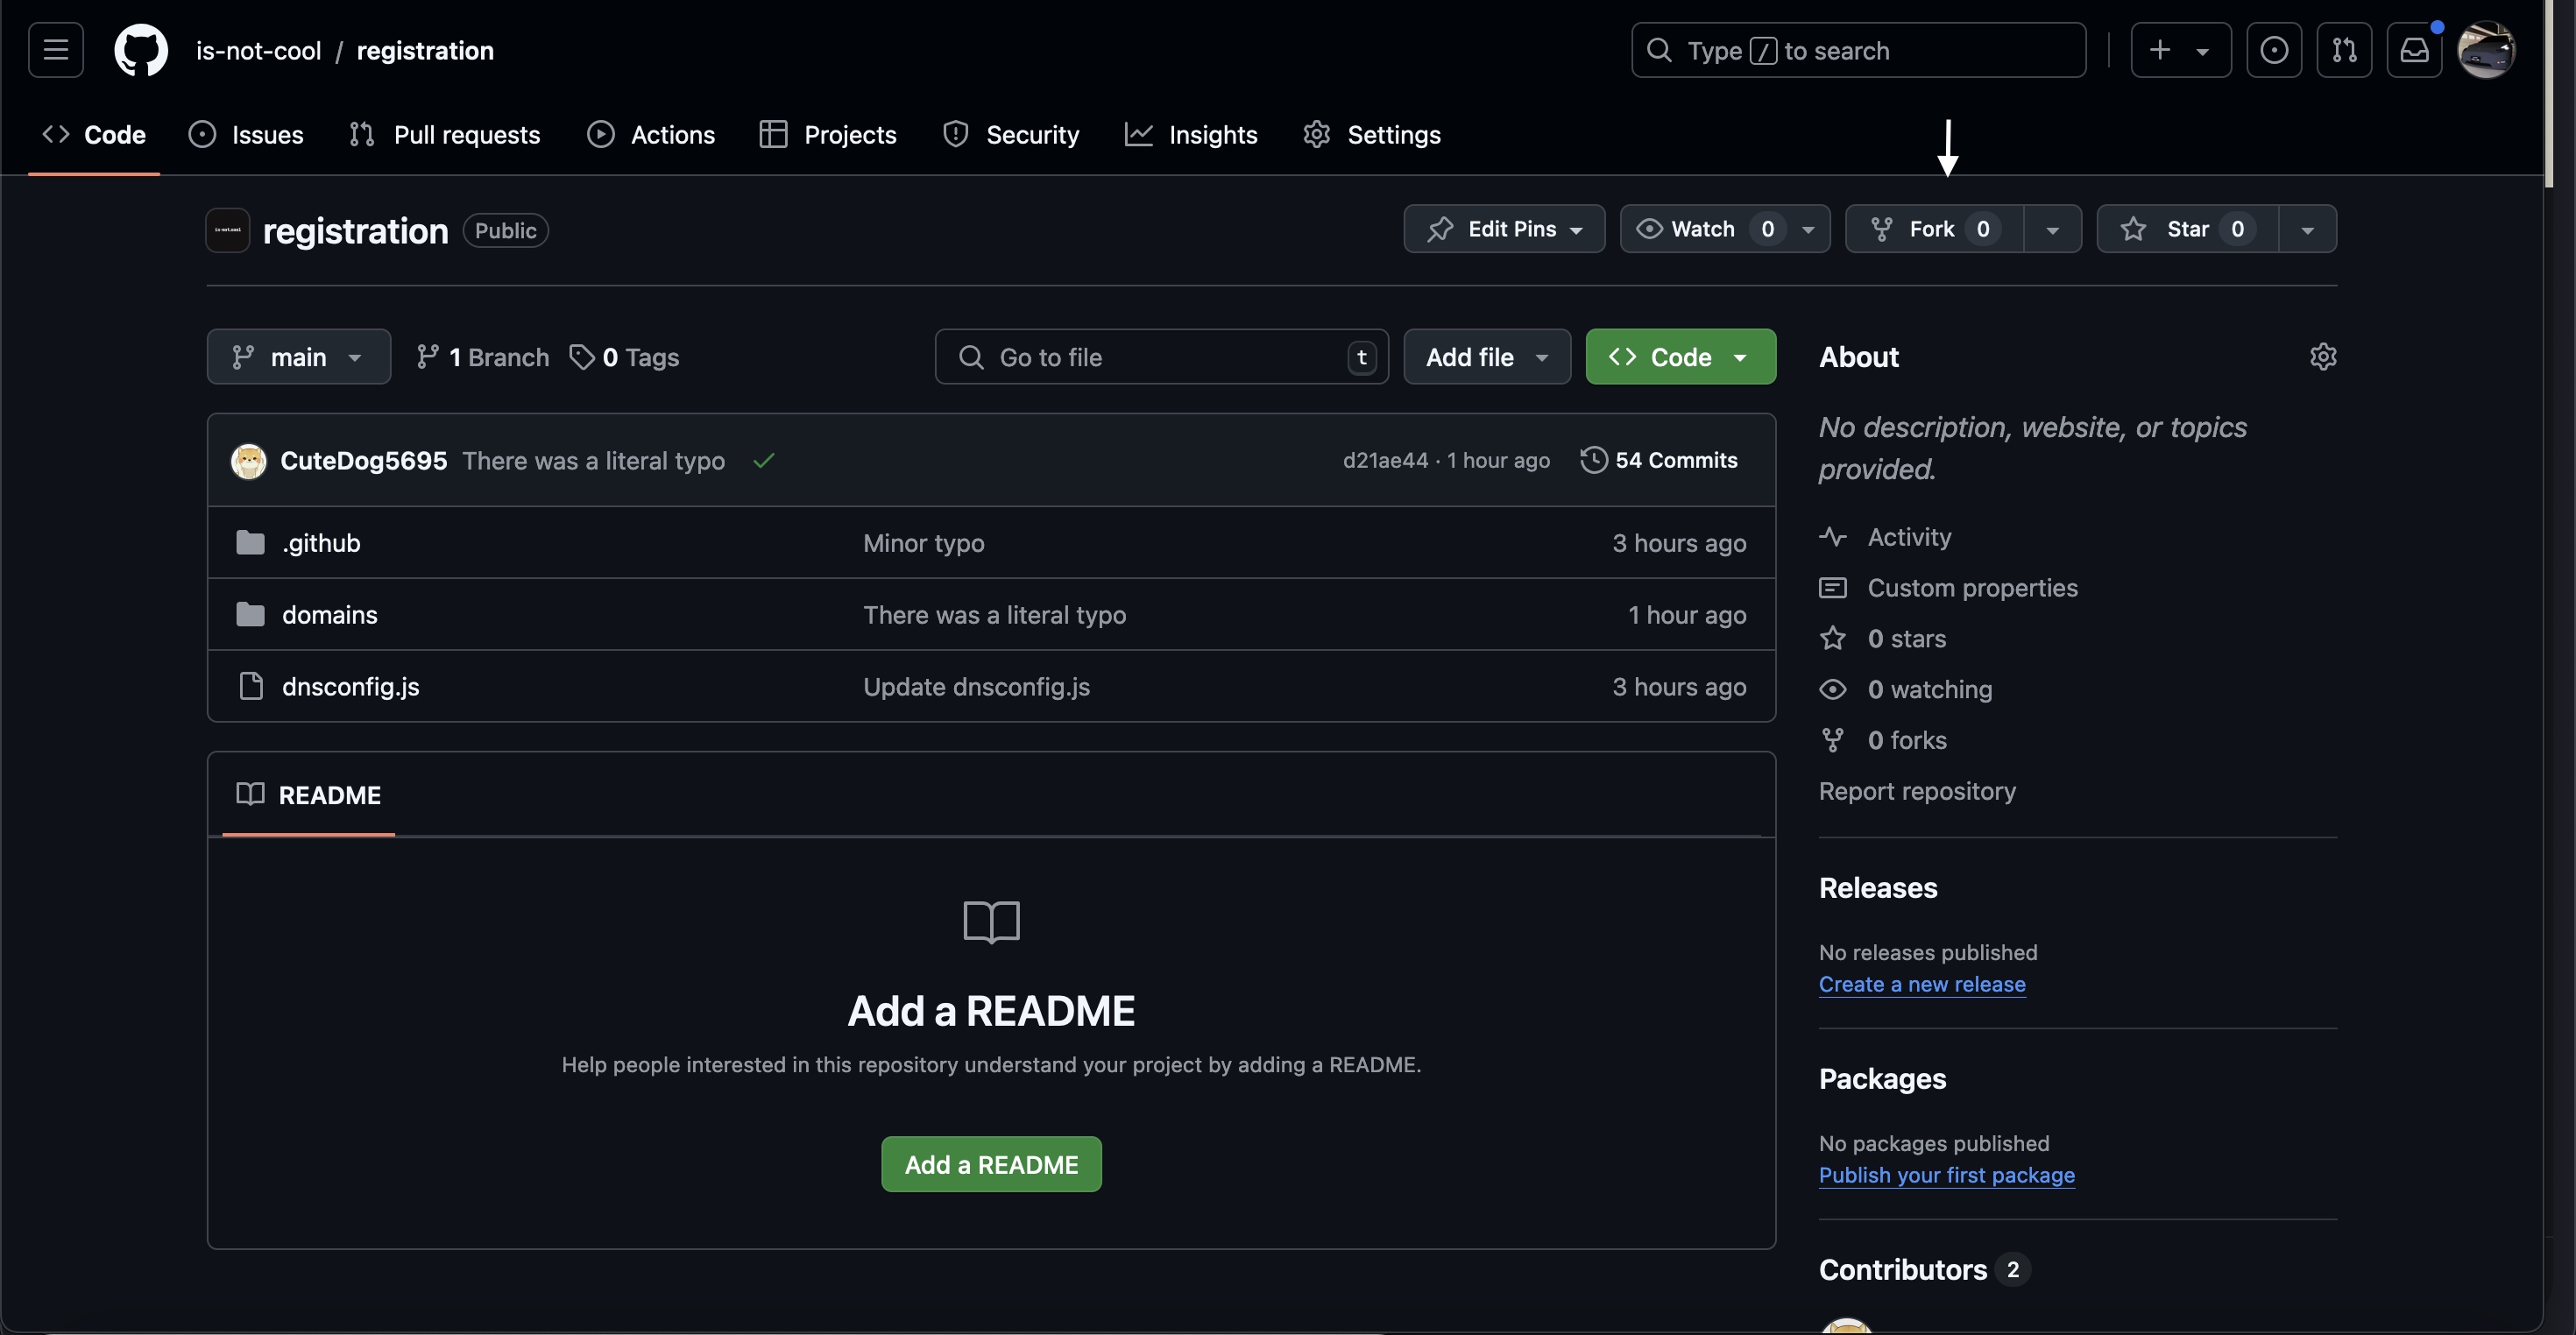 is-not-cool / registration
Type / to search
Code Issues Pull requests Actions Projects Security Insights Settings
is-not.cool
registration Public
Edit Pins Watch 0 Fork 0 Star 0
main 1 Branch 0 Tags
Go to file t
Add file
Code
CuteDog5695 There was a literal typo
d21ae44 · 1 hour ago 54 Commits
.github Minor typo 3 hours ago
domains There was a literal typo 1 hour ago
dnsconfig.js Update dnsconfig.js 3 hours ago
README
Add a README
Help people interested in this repository understand your project by adding a README.
Add a README
About
No description, website, or topics
provided.
Activity
Custom properties
0 stars
0 watching
0 forks
Report repository
Releases
No releases published
Create a new release
Packages
No packages published
Publish your first package
Contributors 2